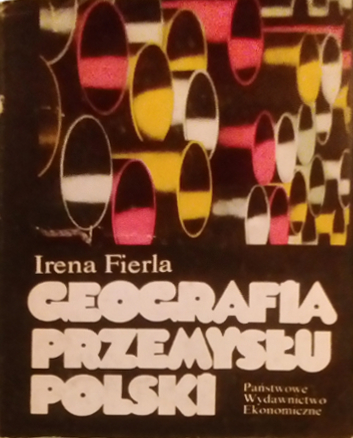 Irena Fierla
GEOGRAFIA
PRZEMYSŁU
POLSKI
Państwowe
Wydawnictwo
Ekonomiczne